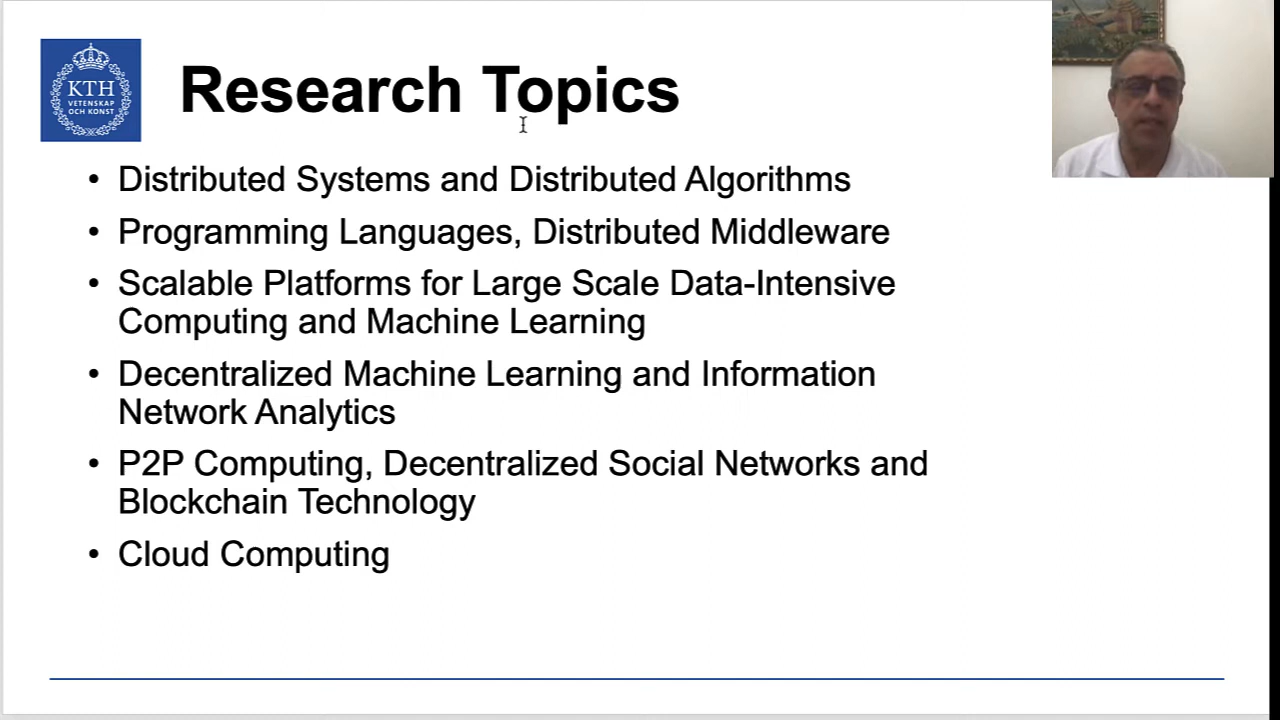 KTH
VETENSKAP
OCH KONST
Research Topics
• Distributed Systems and Distributed Algorithms
• Programming Languages, Distributed Middleware
• Scalable Platforms for Large Scale Data-Intensive
Computing and Machine Learning
• Decentralized Machine Learning and Information
Network Analytics
• P2P Computing, Decentralized Social Networks and
Blockchain Technology
• Cloud Computing